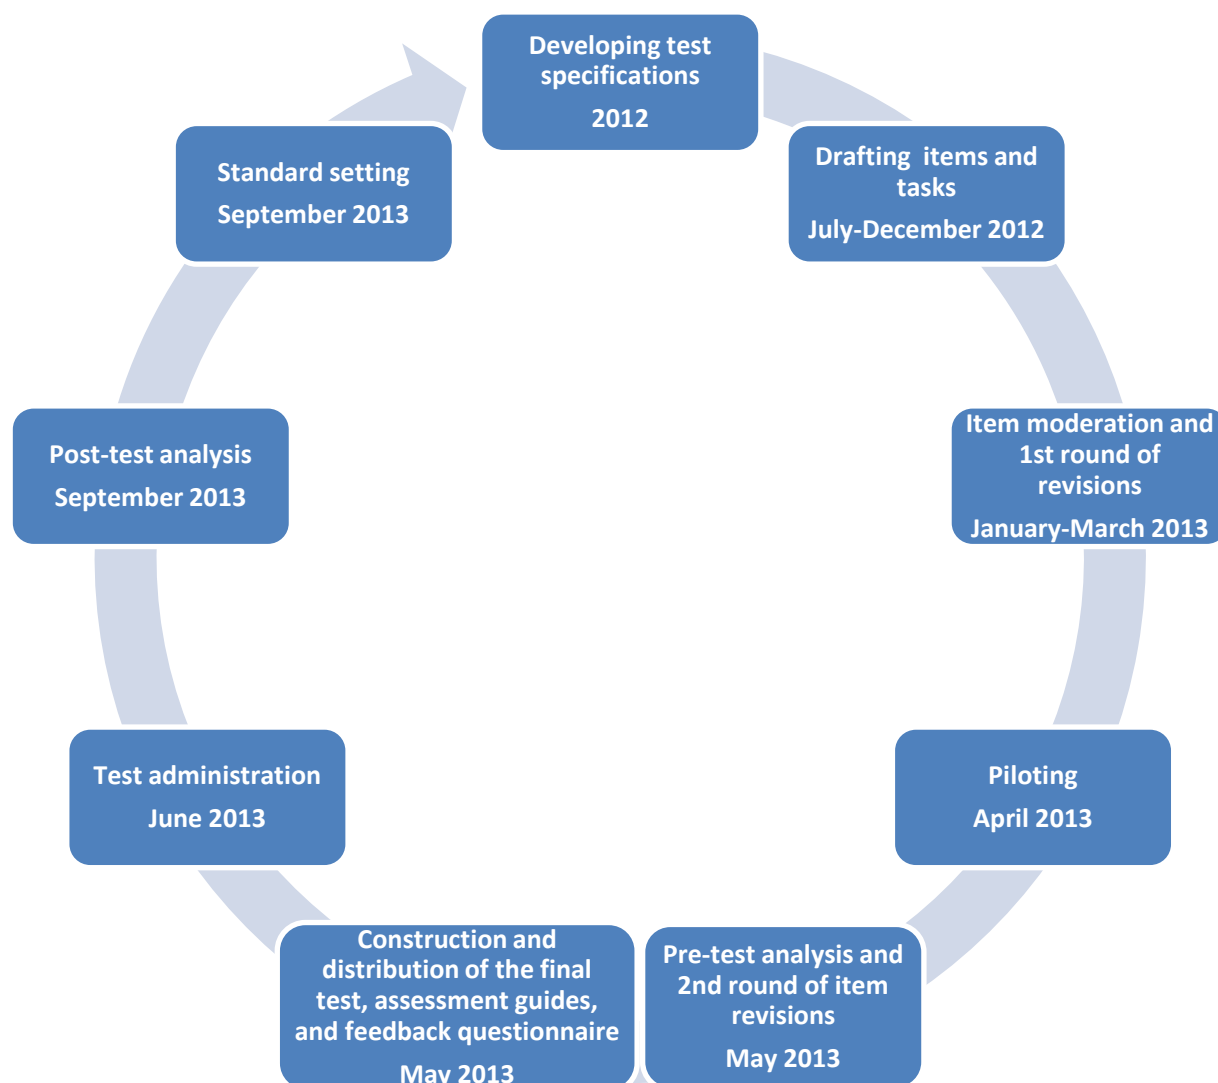 Developing test
specifications
2012
Drafting items and
tasks
July-December 2012
Item moderation and
1st round of
revisions
January-March 2013
Piloting
April 2013
Pre-test analysis and
2nd round of item
revisions
May 2013
Construction and
distribution of the final
test, assessment guides,
and feedback questionnaire
May 2013
Test administration
June 2013
Post-test analysis
September 2013
Standard setting
September 2013